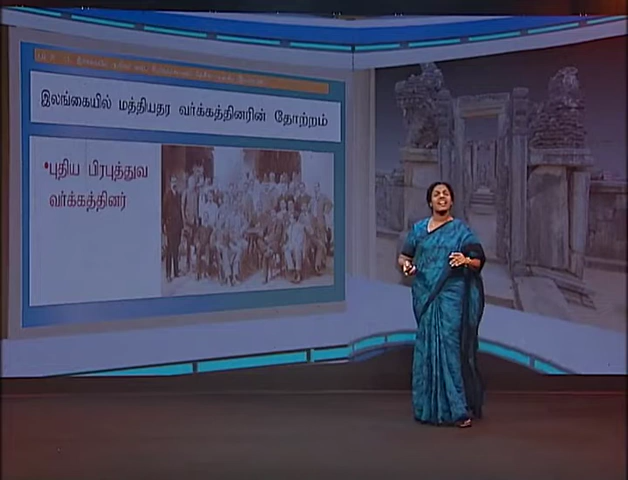 இலங்கையில் மத்தியதர வர்க்கத்தினரின் தோற்றம்
•புதிய பிரபுத்துவ
வர்க்கத்தினர்